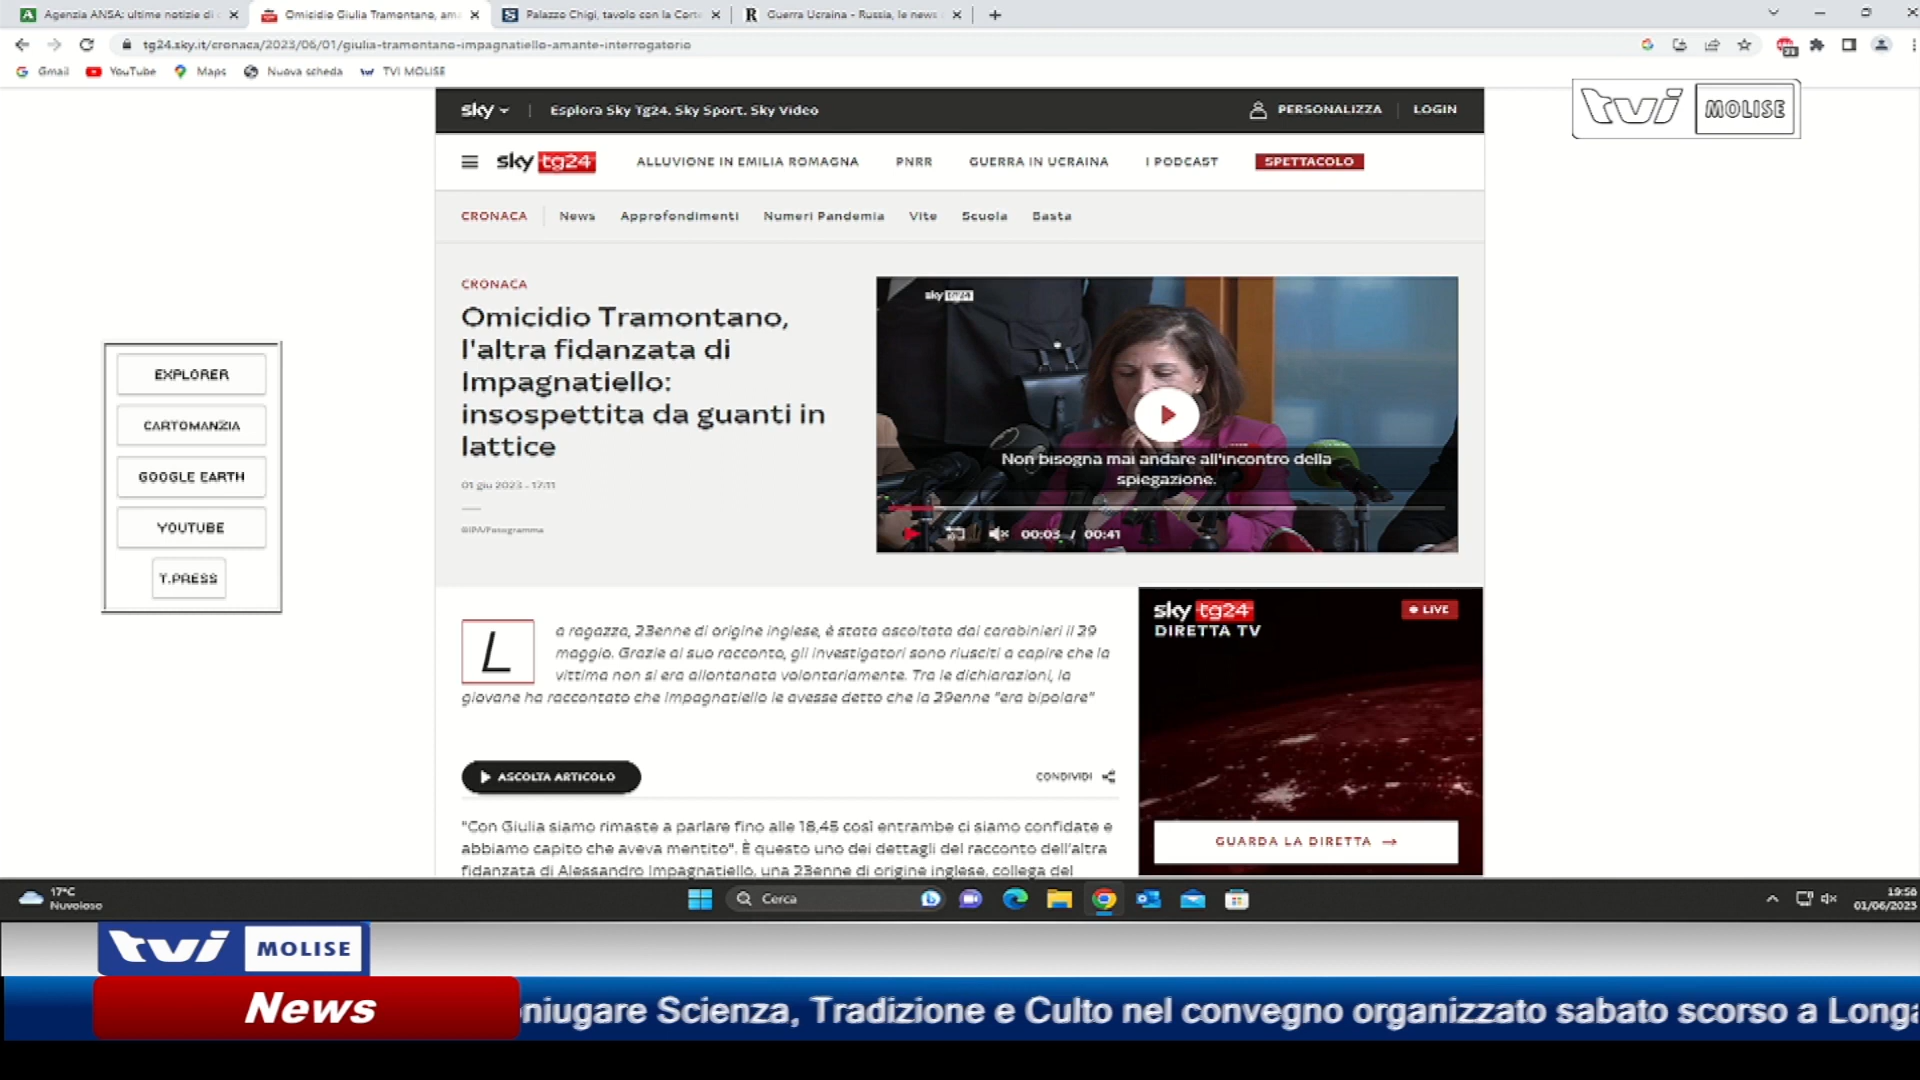 Agenzia ANSA: ultime notizie di
Omicidio Giulia Tramontano, am
Palazzo Chigi, tavolo con la Corte
Guerra Ucraina - Russia, le news
tg24.sky.it/cronaca/2023/06/01/giulia-tramontano-impagnatiello-amante-interrogatorio
Gmail
YouTube
Maps
Nuova scheda
TVI MOLISE
tvi MOLISE
sky
Esplora Sky Tg24, Sky Sport, Sky Video
PERSONALIZZA
LOGIN
sky tg24
ALLUVIONE IN EMILIA ROMAGNA
PNRR
GUERRA IN UCRAINA
I PODCAST
SPETTACOLO
CRONACA
News
Approfondimenti
Numeri Pandemia
Vite
Scuola
Basta
CRONACA
Omicidio Tramontano,
l'altra fidanzata di
Impagnatiello:
insospettita da guanti in
lattice
01 giu 2023 - 17:11
©IPA/Fotogramma
sky tg24
Non bisogna mai andare all'incontro della
spiegazione.
00:03 / 00:41
EXPLORER
CARTOMANZIA
GOOGLE EARTH
YOUTUBE
T.PRESS
La ragazza, 23enne di origine inglese, è stata ascoltata dai carabinieri il 29
maggio. Grazie al suo racconto, gli investigatori sono riusciti a capire che la
vittima non si era allontanata volontariamente. Tra le dichiarazioni, la
giovane ha raccontato che Impagnatiello le avesse detto che la 29enne "era bipolare"
sky tg24
DIRETTA TV
LIVE
GUARDA LA DIRETTA →
ASCOLTA ARTICOLO
CONDIVIDI
"Con Giulia siamo rimaste a parlare fino alle 18,45 così entrambe ci siamo confidate e
abbiamo capito che aveva mentito". È questo uno dei dettagli del racconto dell'altra
fidanzata di Alessandro Impagnatiello, una 23enne di origine inglese, collega del
17°C
Nuvoloso
Cerca
19:58
01/06/2023
tvi MOLISE
News
oniugare Scienza, Tradizione e Culto nel convegno organizzato sabato scorso a Longa